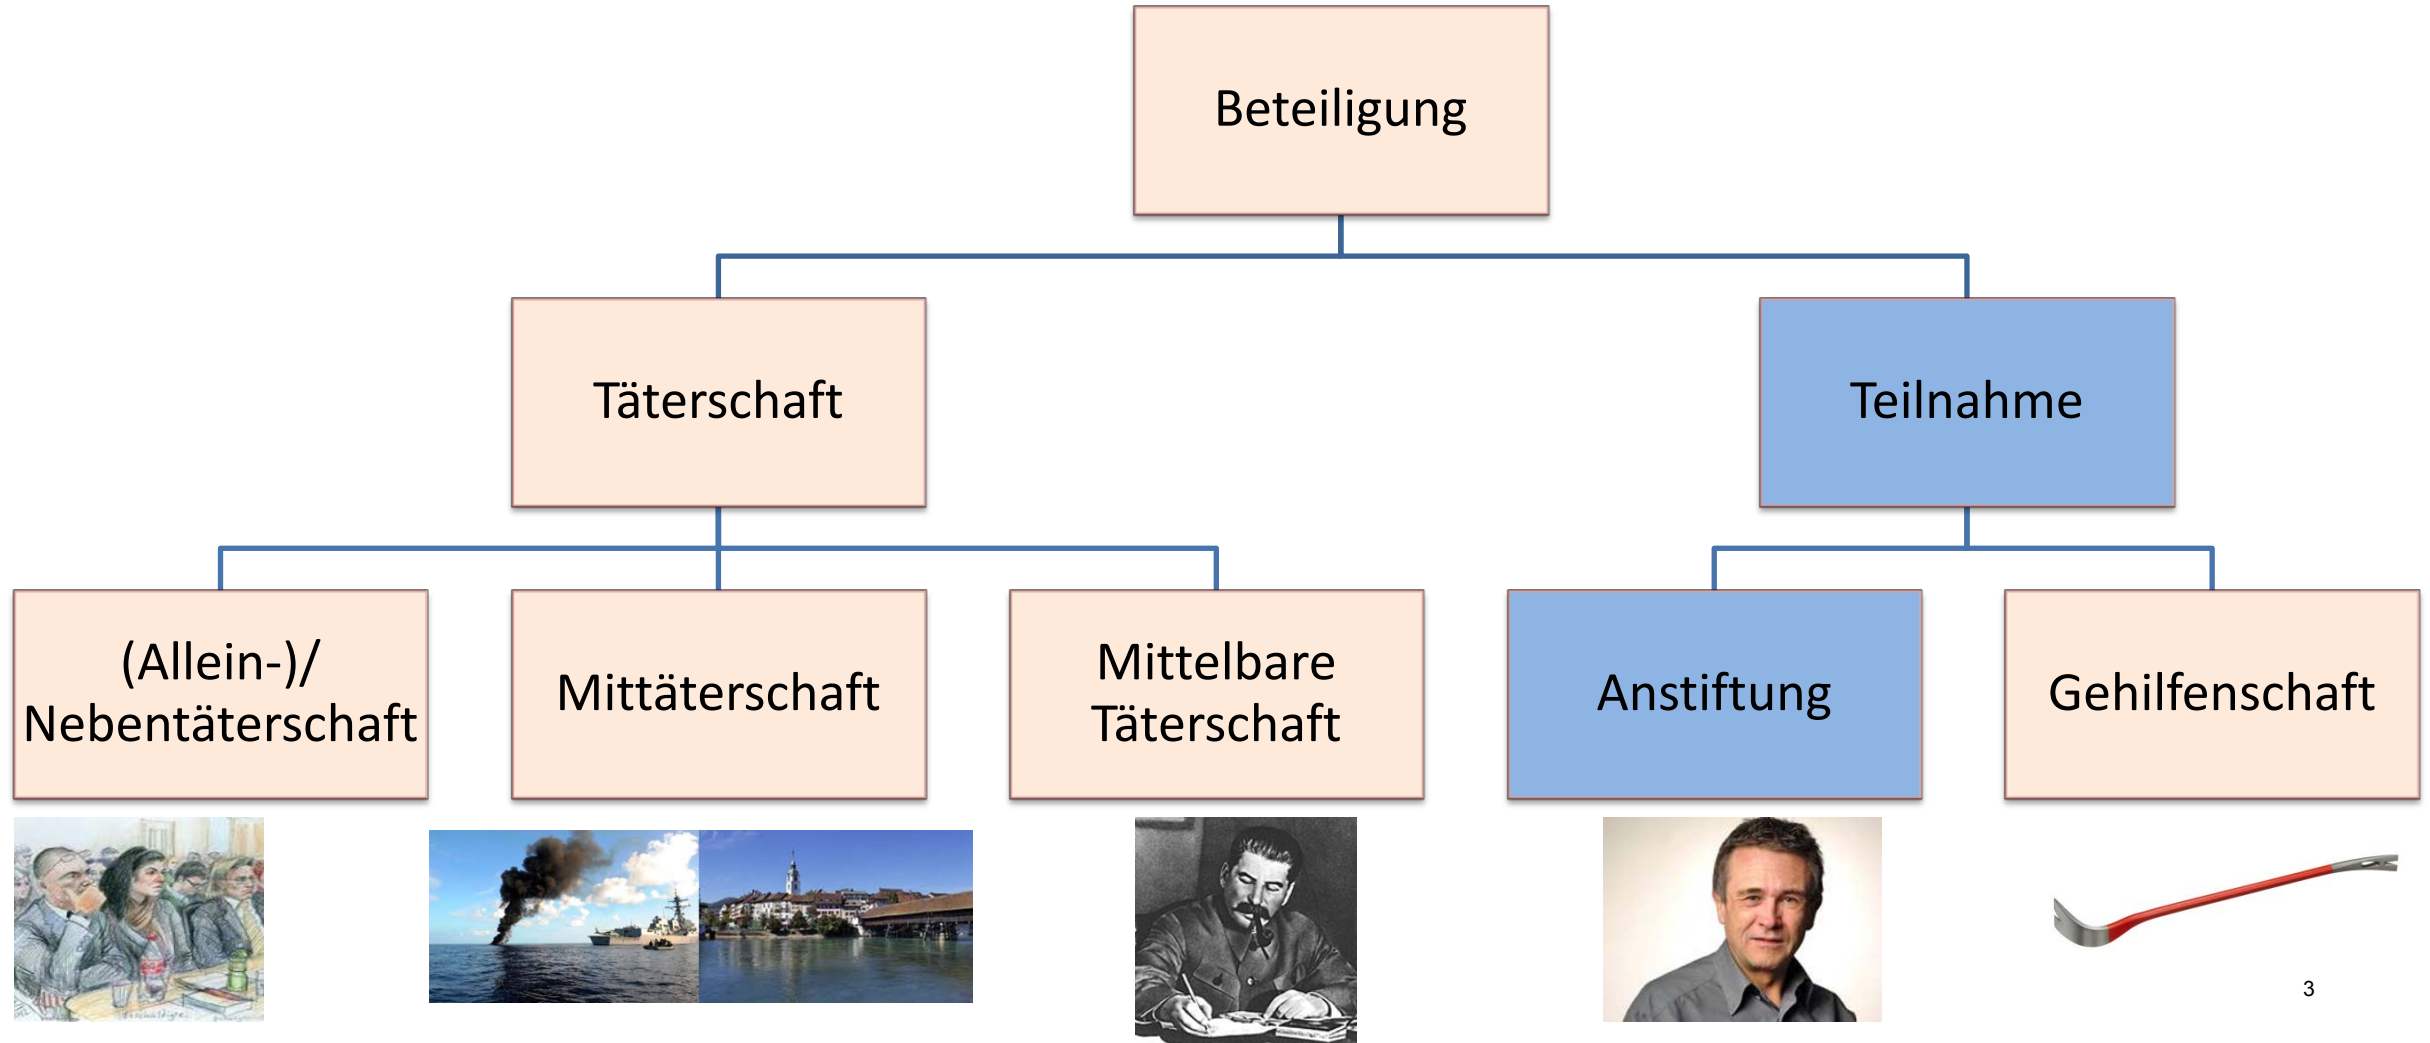 Beteiligung
Täterschaft
Teilnahme
(Allein-)/
Nebentäterschaft
Mittäterschaft
Mittelbare
Täterschaft
Anstiftung
Gehilfenschaft
3